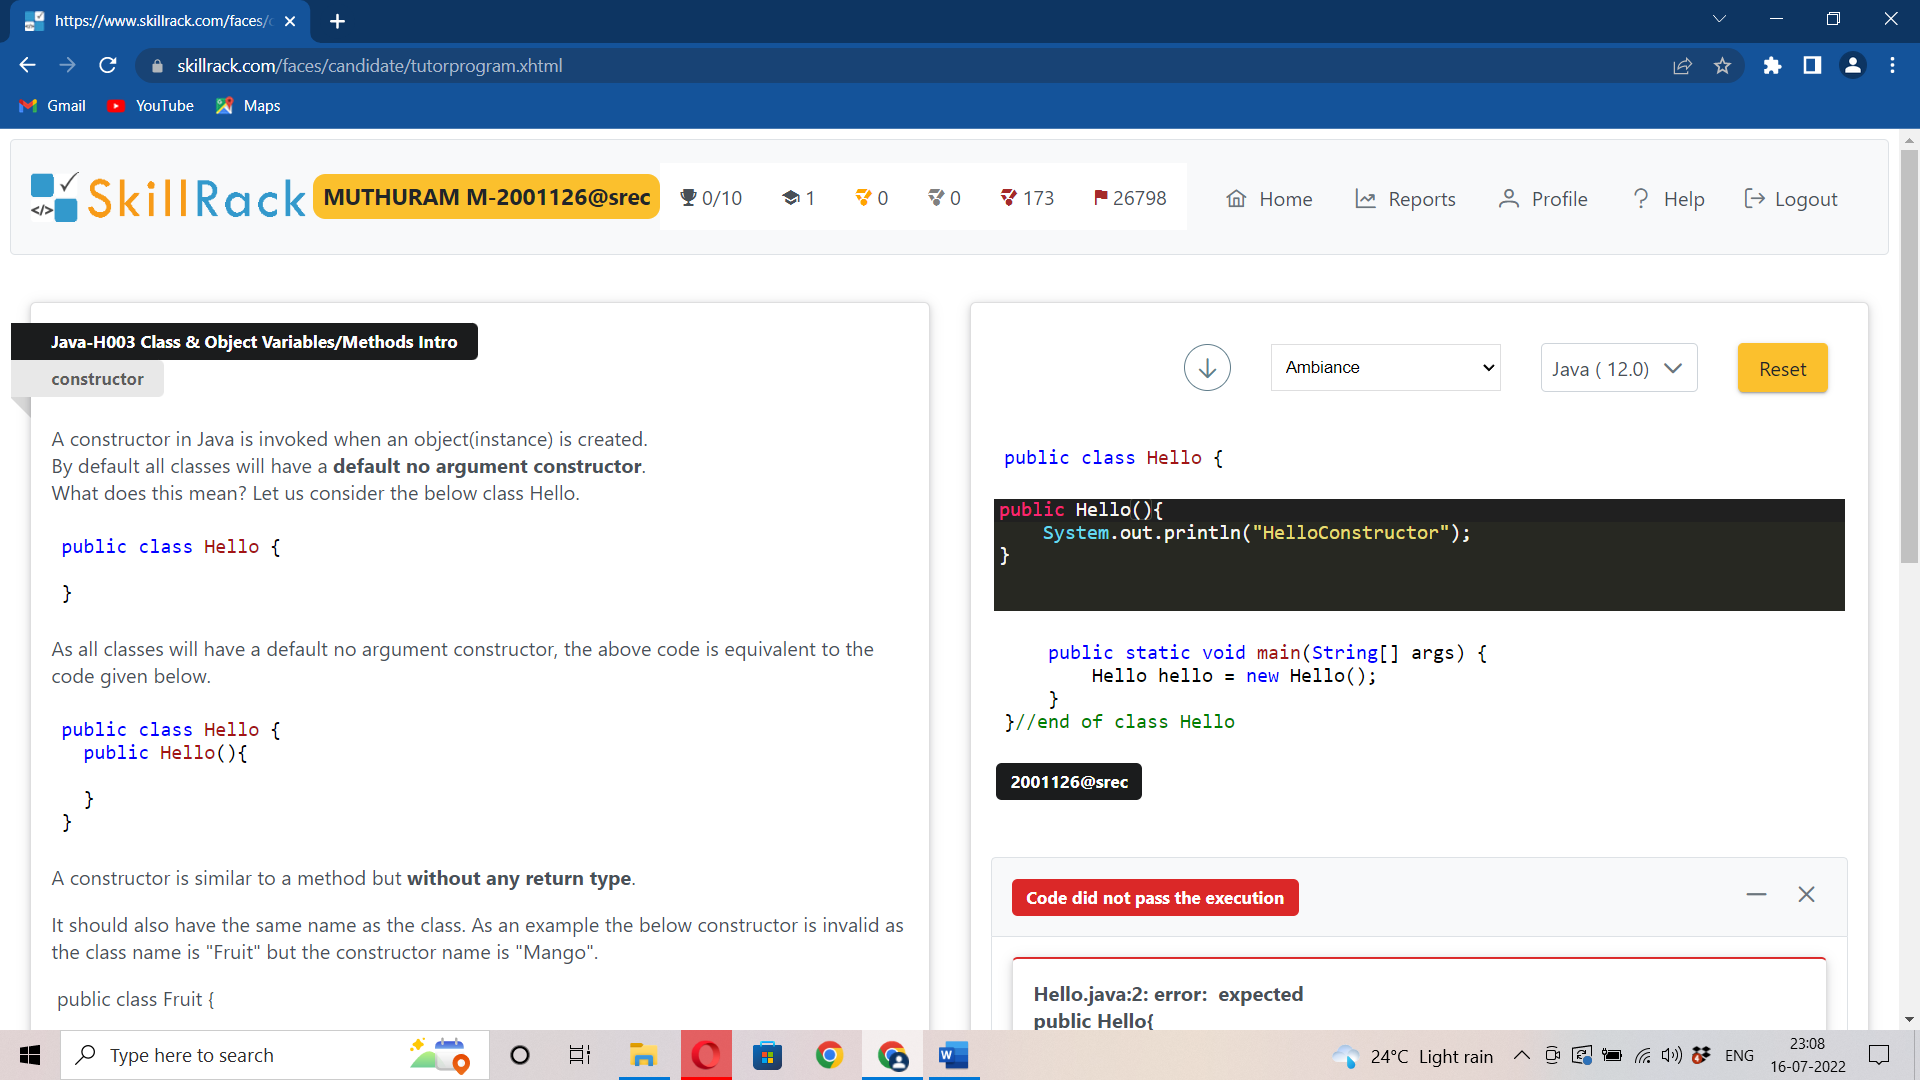 https://www.skillrack.com/faces/c
skillrack.com/faces/candidate/tutorprogram.xhtml
Gmail YouTube Maps
SkillRack MUTHURAM M-2001126@srec 0/10 1 0 0 173 26798 Home Reports Profile ? Help Logout
Java-H003 Class & Object Variables/Methods Intro
constructor
A constructor in Java is invoked when an object(instance) is created.
By default all classes will have a default no argument constructor.
What does this mean? Let us consider the below class Hello.
public class Hello {
}
As all classes will have a default no argument constructor, the above code is equivalent to the
code given below.
public class Hello {
public Hello(){
}
}
A constructor is similar to a method but without any return type.
It should also have the same name as the class. As an example the below constructor is invalid as
the class name is "Fruit" but the constructor name is "Mango".
public class Fruit {
Ambiance Java ( 12.0) Reset
public class Hello {
public Hello(){
System.out.println("HelloConstructor");
}
public static void main(String[] args) {
Hello hello = new Hello();
}
}//end of class Hello
2001126@srec
Code did not pass the execution
Hello.java:2: error: expected
public Hello{
Type here to search
24°C Light rain ENG
23:08
16-07-2022